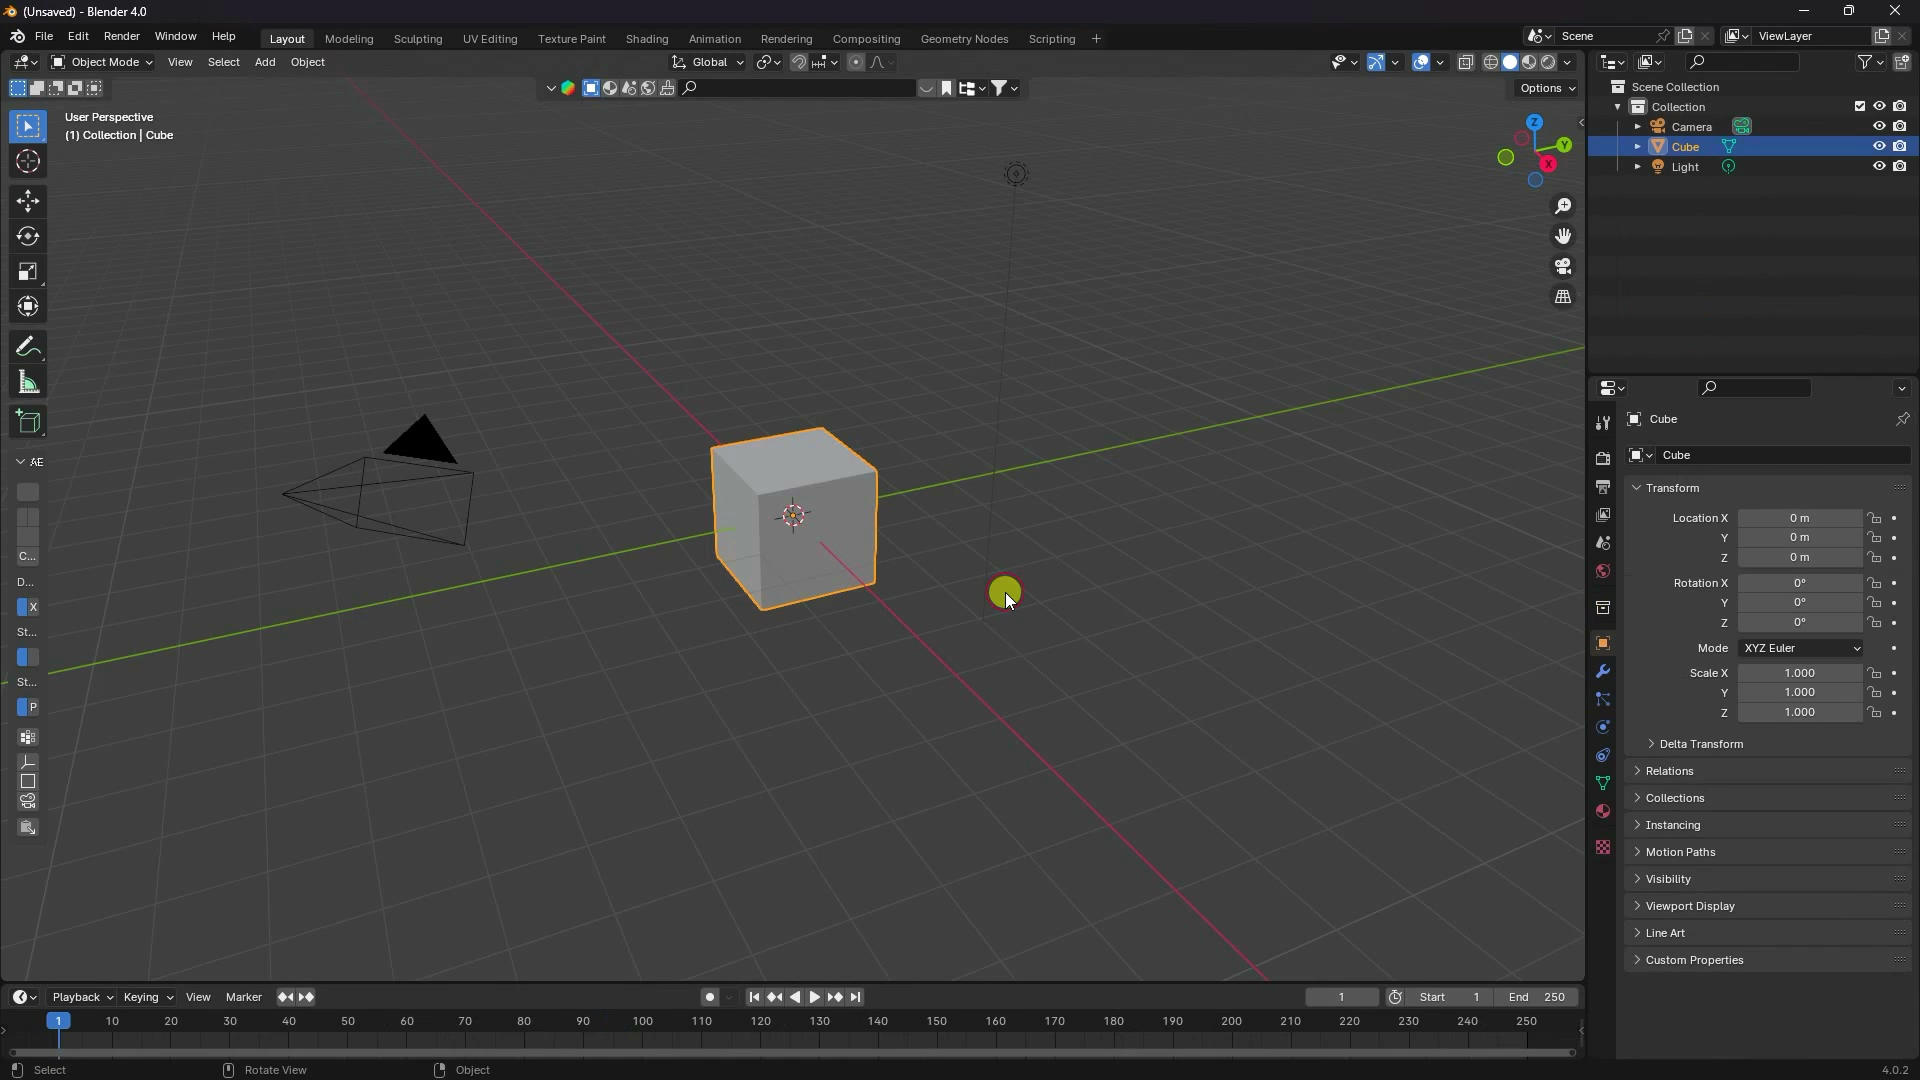 (Unsaved) - Blender 4.0
File Edit Render Window Help Layout Modeling Sculpting UV Editing Texture Paint Shading Animation Rendering Compositing Geometry Nodes Scripting + Scene ViewLayer
Object Mode View Select Add Object Global
Options
User Perspective
(1) Collection | Cube
Z
Y
X
AE
C...
D...
X
St...
St...
P
Scene Collection
Collection
Camera
Cube
Light
Cube
Cube
Transform
Location X 0 m
Y 0 m
Z 0 m
Rotation X 0°
Y 0°
Z 0°
Mode XYZ Euler
Scale X 1.000
Y 1.000
Z 1.000
Delta Transform
Relations
Collections
Instancing
Motion Paths
Visibility
Viewport Display
Line Art
Custom Properties
Playback Keying View Marker 1 Start 1 End 250
1 10 20 30 40 50 60 70 80 90 100 110 120 130 140 150 160 170 180 190 200 210 220 230 240 250
Select Rotate View Object 4.0.2